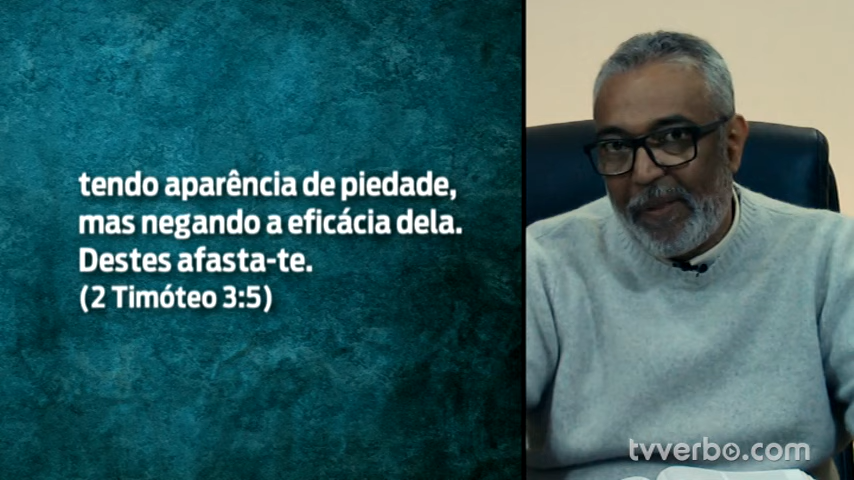 tendo aparência de piedade,
mas negando a eficácia dela.
Destes afasta-te.
(2 Timóteo 3:5)
tvverbo.com